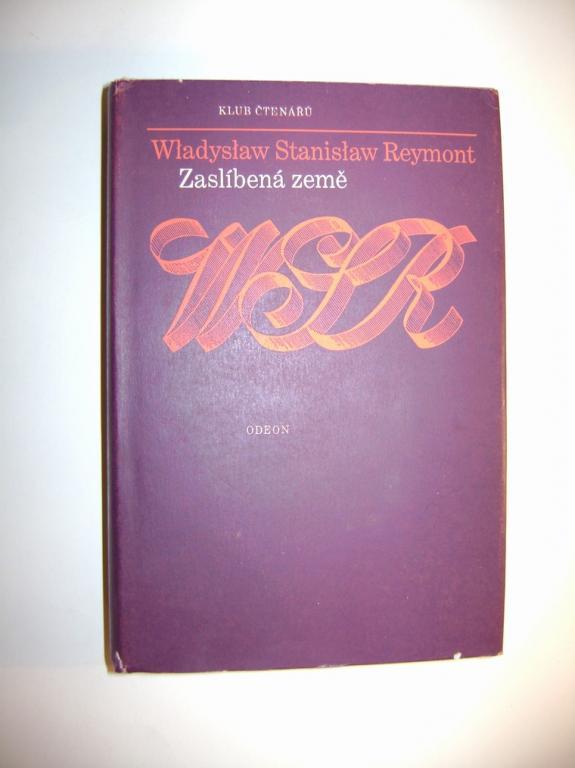 KLUB ČTENÁŘŮ
Władysław Stanisław Reymont
Zaslíbená země
WSR
ODEON